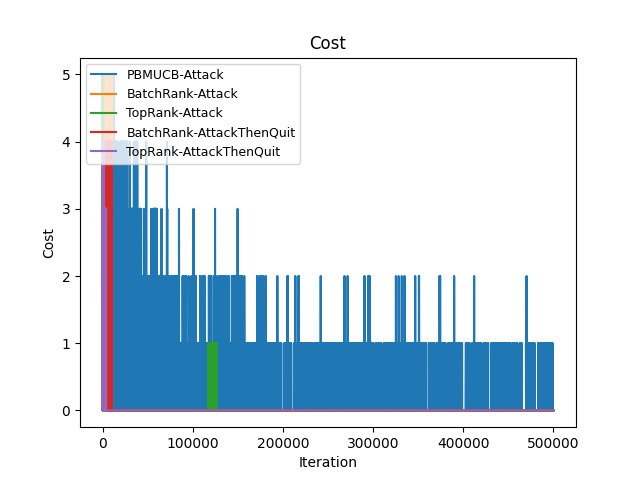 Cost
PBMUCB-Attack
BatchRank-Attack
TopRank-Attack
BatchRank-AttackThenQuit
TopRank-AttackThenQuit
5
4
3
2
1
0
Cost
0 100000 200000 300000 400000 500000
Iteration